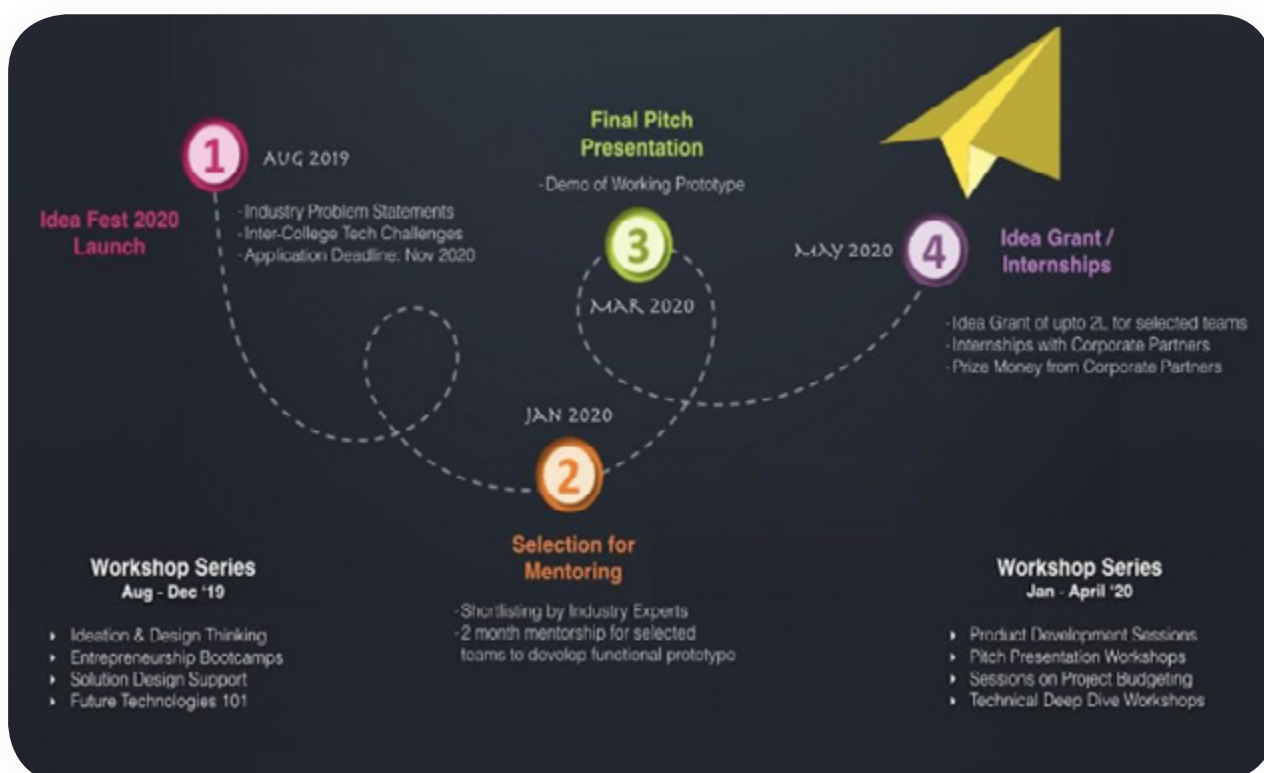 1
AUG 2019
Idea Fest 2020
Launch
-Industry Problem Statements
-Inter-College Tech Challenges
-Application Deadline: Nov 2020
JAN 2020
2
Selection for
Mentoring
-Shortlisting by Industry Experts
-2 month mentorship for selected
teams to develop functional prototype
Final Pitch
Presentation
-Demo of Working Prototype
3
MAR 2020
MAY 2020
4
Idea Grant /
Internships
-Idea Grant of upto 2L for selected teams
-Internships with Corporate Partners
-Prize Money from Corporate Partners
Workshop Series
Aug - Dec ‘19
Ideation & Design Thinking
Entrepreneurship Bootcamps
Solution Design Support
Future Technologies 101
Workshop Series
Jan - April ‘20
Product Development Sessions
Pitch Presentation Workshops
Sessions on Project Budgeting
Technical Deep Dive Workshops